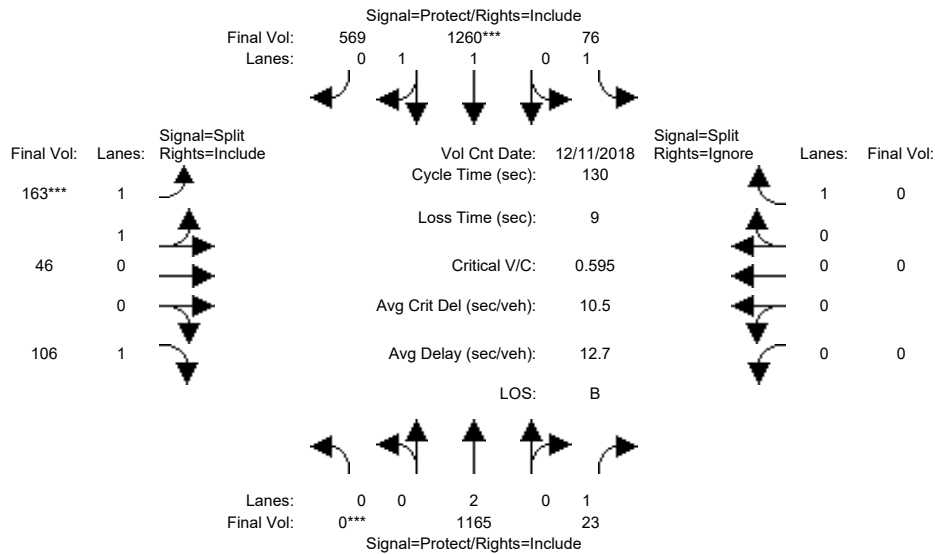 Signal=Protect/Rights=Include
Final Vol: 569 1260*** 76
Lanes: 0 1 1 0 1
Signal=Split
Final Vol: Lanes: Rights=Include
Vol Cnt Date: 12/11/2018
Signal=Split
Rights=Ignore Lanes: Final Vol:
Cycle Time (sec): 130
163*** 1
1 0
Loss Time (sec): 9
1
0
46 0
Critical V/C: 0.595
0 0
0
Avg Crit Del (sec/veh): 10.5
0
106 1
Avg Delay (sec/veh): 12.7
0 0
LOS: B
Lanes: 0 0 2 0 1
Final Vol: 0*** 1165 23
Signal=Protect/Rights=Include